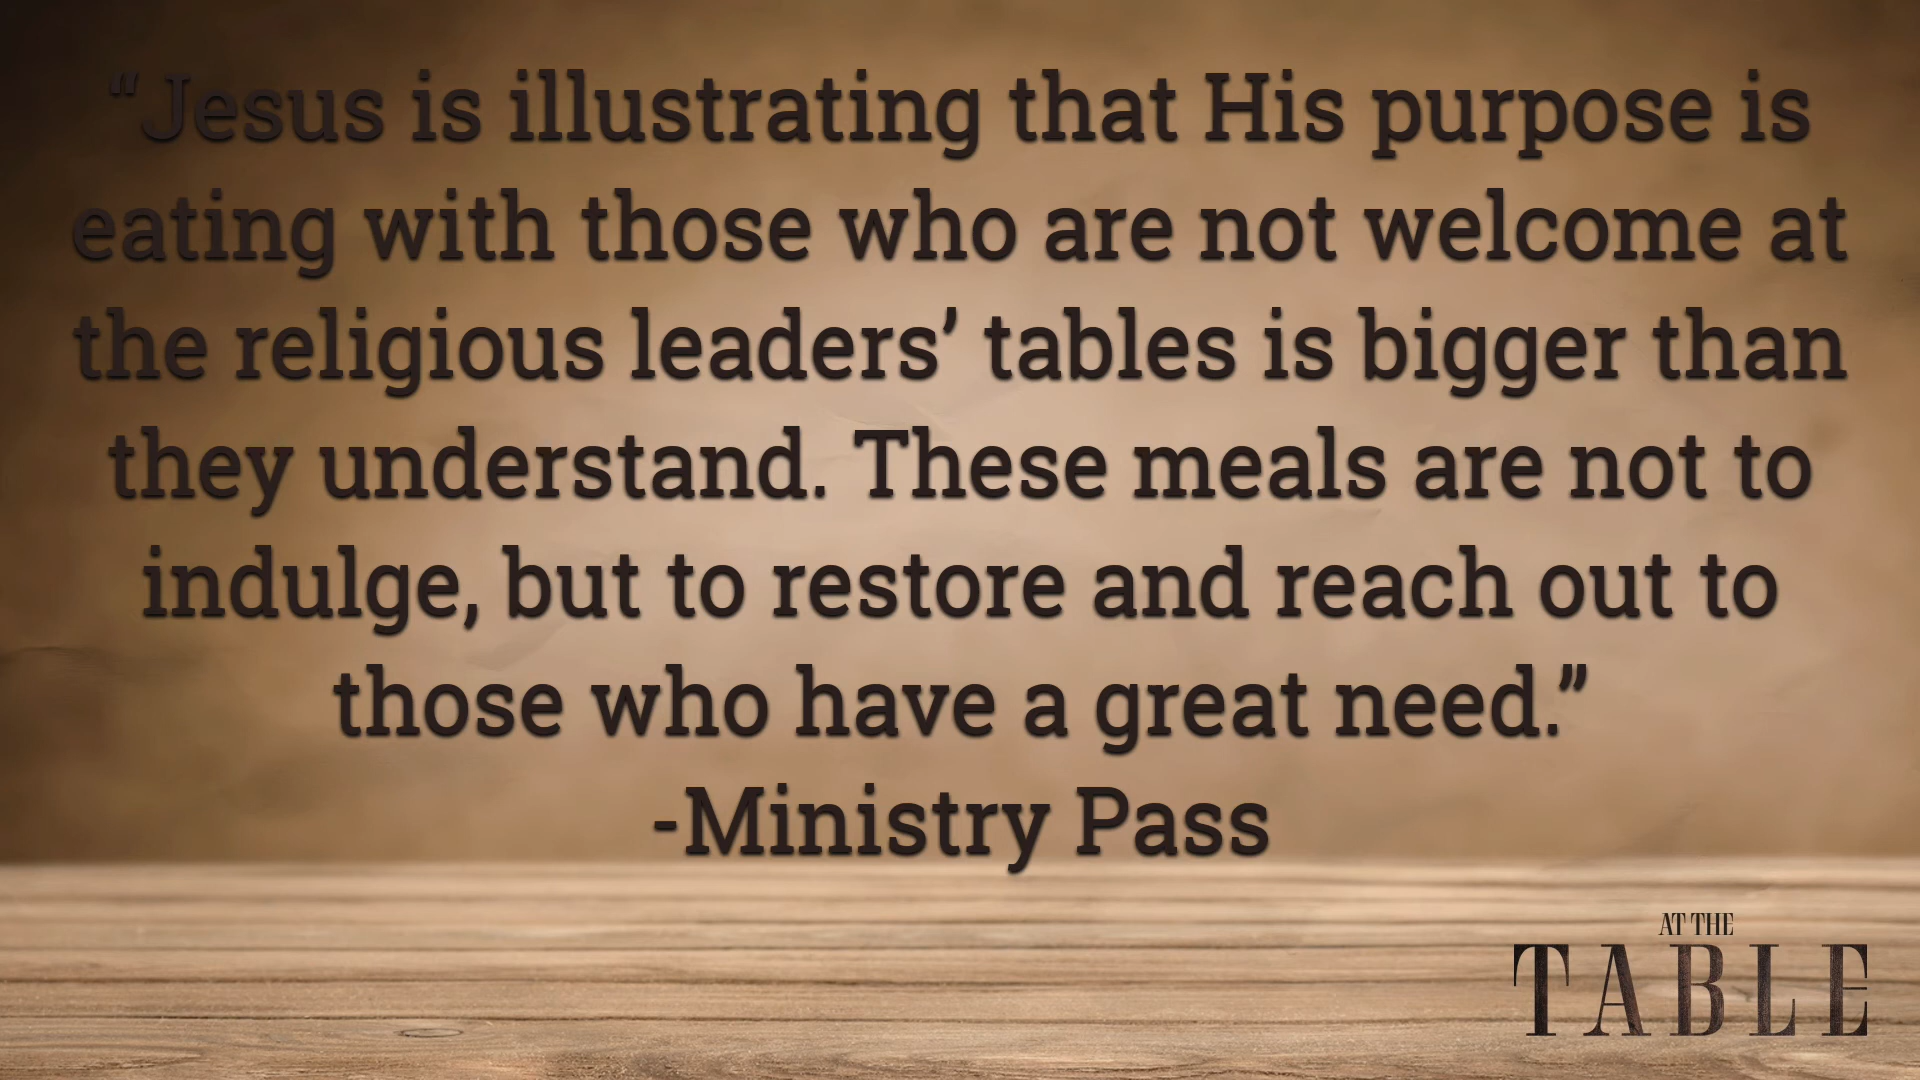 “Jesus is illustrating that His purpose is
eating with those who are not welcome at
the religious leaders’ tables is bigger than
they understand. These meals are not to
indulge, but to restore and reach out to
those who have a great need.”
-Ministry Pass
AT THE
TABLE